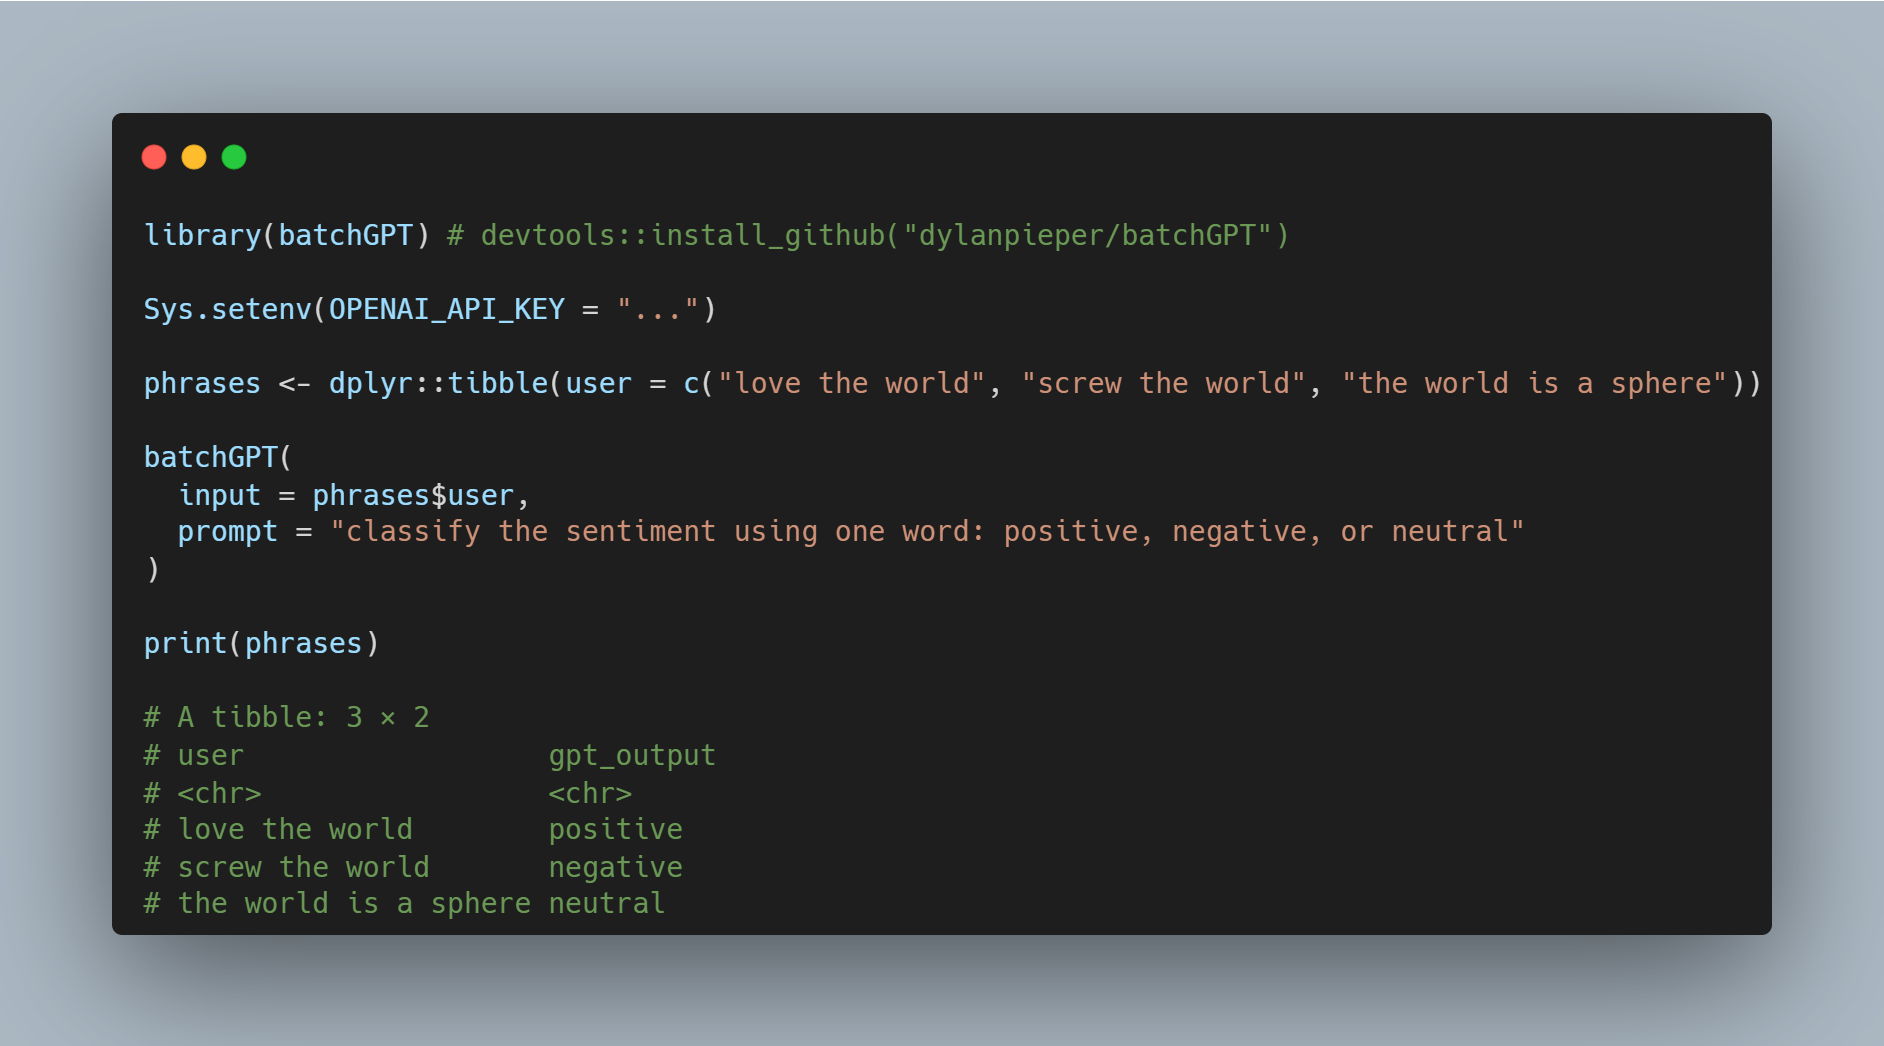 library(batchGPT) # devtools::install_github("dylanpieper/batchGPT")
Sys.setenv(OPENAI_API_KEY = "...")
phrases <- dplyr::tibble(user = c("love the world", "screw the world", "the world is a sphere"))
batchGPT(
  input = phrases$user,
  prompt = "classify the sentiment using one word: positive, negative, or neutral"
)
print(phrases)
# A tibble: 3 × 2
# user                  gpt_output
# <chr>                 <chr>
# love the world        positive
# screw the world       negative
# the world is a sphere neutral